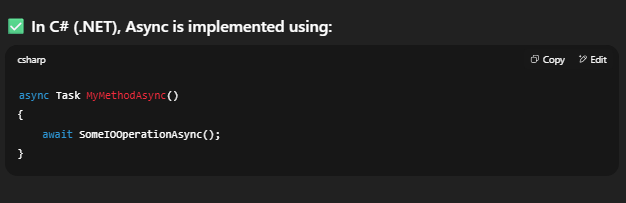 ✅ In C# (.NET), Async is implemented using:
csharp Copy Edit
async Task MyMethodAsync()
{
    await SomeIOOperationAsync();
}